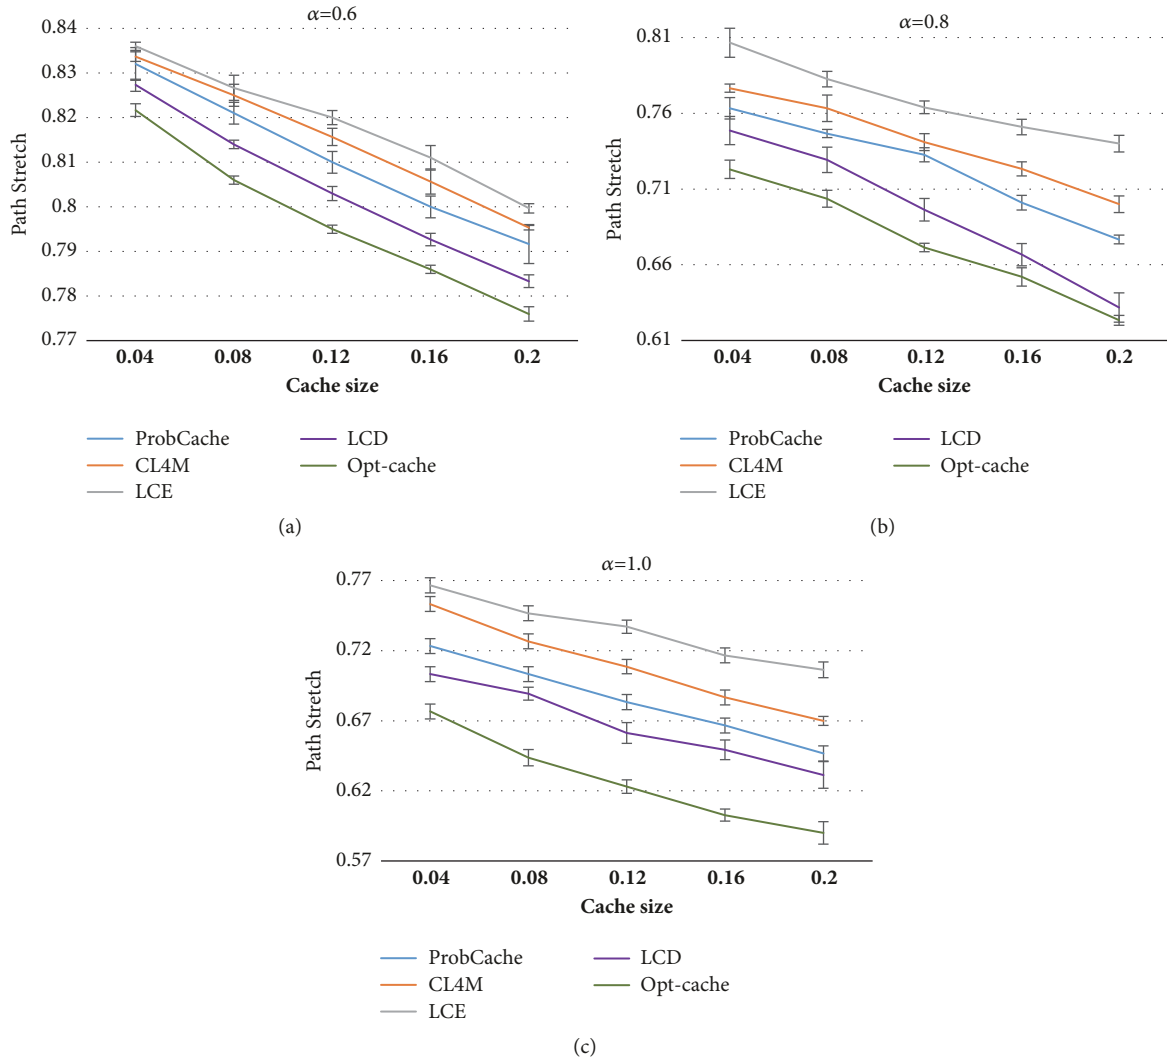 α=0.6
0.84
0.83
0.82
0.81
0.8
0.79
0.78
0.77
Path Stretch
0.04 0.08 0.12 0.16 0.2
Cache size
ProbCache LCD
CL4M Opt-cache
LCE
(a)
α=0.8
0.81
0.76
0.71
0.66
0.61
Path Stretch
0.04 0.08 0.12 0.16 0.2
Cache size
ProbCache LCD
CL4M Opt-cache
LCE
(b)
α=1.0
0.77
0.72
0.67
0.62
0.57
Path Stretch
0.04 0.08 0.12 0.16 0.2
Cache size
ProbCache LCD
CL4M Opt-cache
LCE
(c)